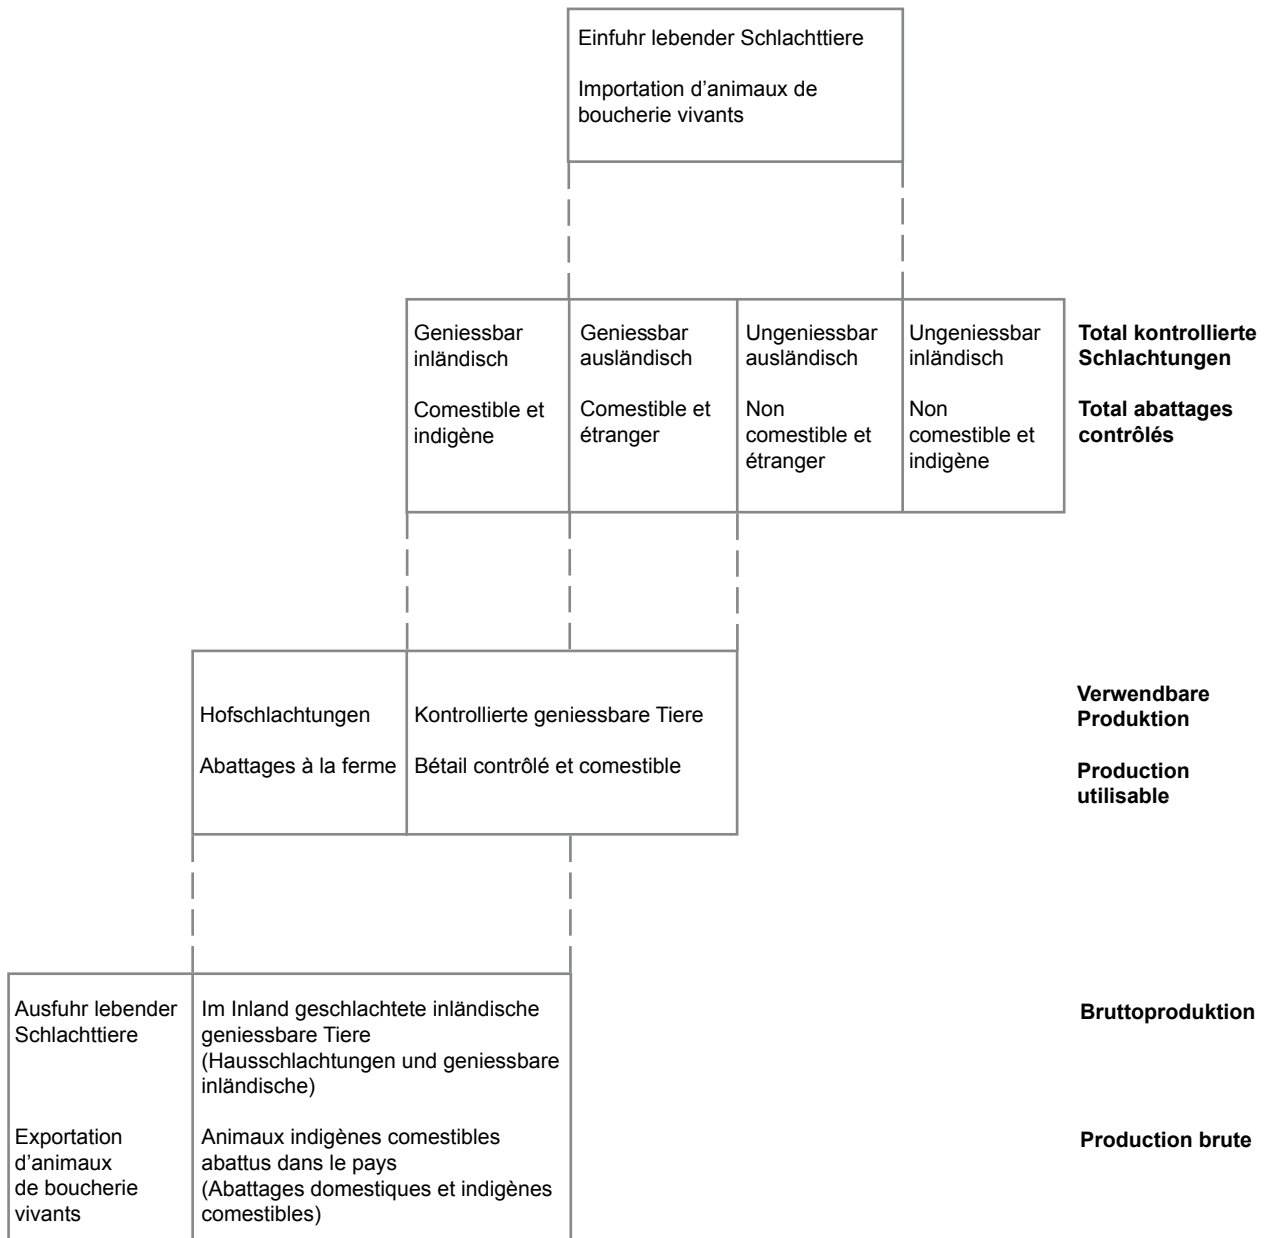 Einfuhr lebender Schlachttiere
Importation d’animaux de
boucherie vivants
Geniessbar
inländisch
Comestible et
indigène
Geniessbar
ausländisch
Comestible et
étranger
Ungeniessbar
ausländisch
Non
comestible et
étranger
Ungeniessbar
inländisch
Non
comestible et
indigène
Total kontrollierte
Schlachtungen
Total abattages
contrôlés
Hofschlachtungen
Abattages à la ferme
Kontrollierte geniessbare Tiere
Bétail contrôlé et comestible
Verwendbare
Produktion
Production
utilisable
Ausfuhr lebender
Schlachttiere
Exportation
d’animaux
de boucherie
vivants
Im Inland geschlachtete inländische
geniessbare Tiere
(Hausschlachtungen und geniessbare
inländische)
Animaux indigènes comestibles
abattus dans le pays
(Abattages domestiques et indigènes
comestibles)
Bruttoproduktion
Production brute